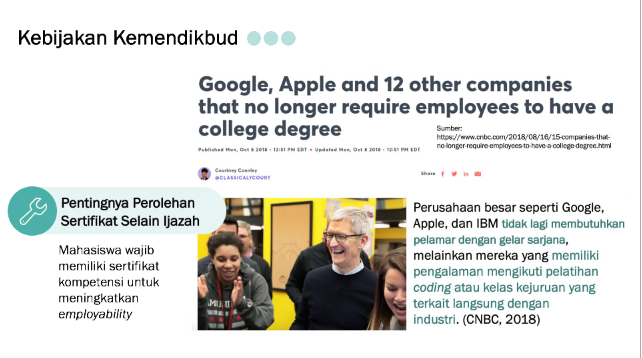 Kebijakan Kemendikbud
Google, Apple and 12 other companies
that no longer require employees to have a
college degree
Sumber:
https://www.cnbc.com/2018/08/16/15-companies-that-
no-longer-require-employees-to-have-a-college-degree.html
Published Mon, Oct 8 2018 • 12:51 PM EDT • Updated Mon, Oct 8 2018 • 12:51 PM EDT
Courtney Connley
@CLASSICALYCOURT
Share
Pentingnya Perolehan
Sertifikat Selain Ijazah
Mahasiswa wajib
memiliki sertifikat
kompetensi untuk
meningkatkan
employability
Perusahaan besar seperti Google,
Apple, dan IBM tidak lagi membutuhkan
pelamar dengan gelar sarjana,
melainkan mereka yang memiliki
pengalaman mengikuti pelatihan
coding atau kelas kejuruan yang
terkait langsung dengan
industri. (CNBC, 2018)